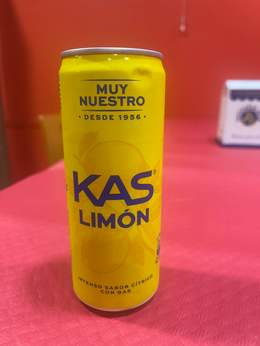 MUY
NUESTRO
• DESDE 1956 •
KAS
LIMÓN
INTENSO SABOR CÍTRICO
CON GAS